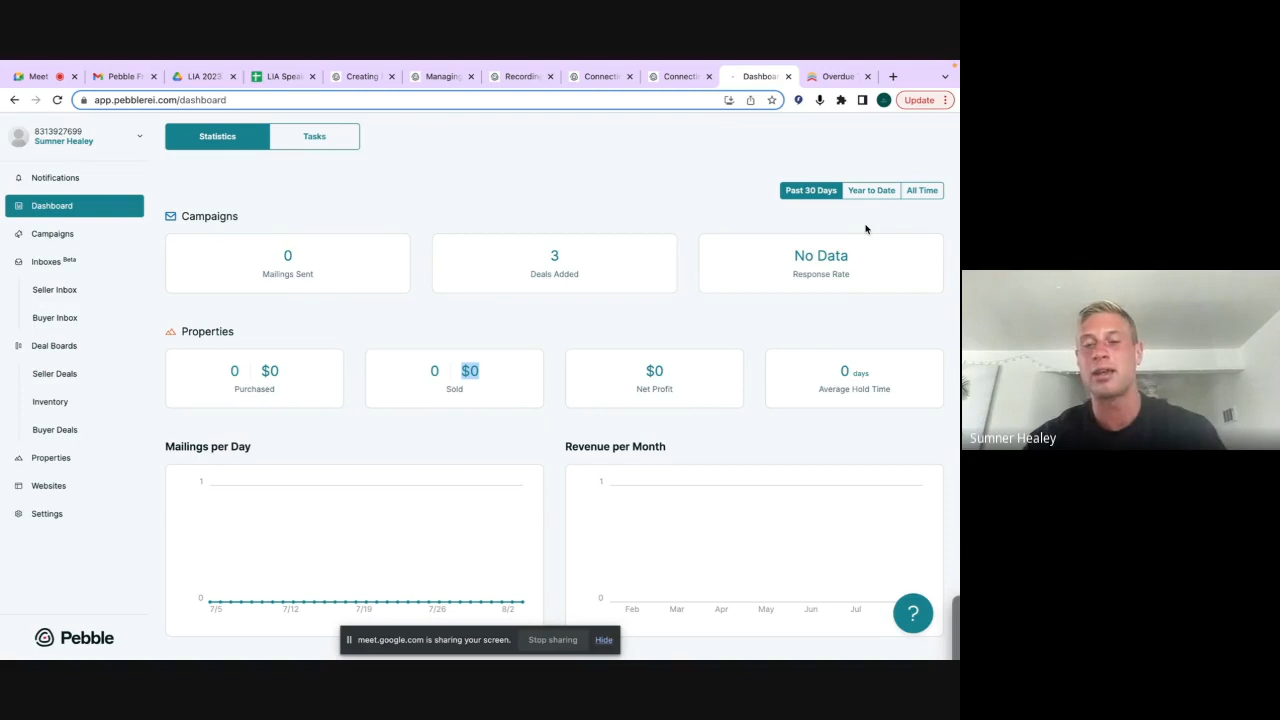 Meet
Pebble Fr
LIA 2023
LIA Speak
Creating
Managing
Recording
Connectin
Connectin
Dashboar
Overdue
app.pebblerei.com/dashboard
Update
8313927699
Sumner Healey
Statistics
Tasks
Notifications
Dashboard
Campaigns
Inboxes Beta
Seller Inbox
Buyer Inbox
Deal Boards
Seller Deals
Inventory
Buyer Deals
Properties
Websites
Settings
Pebble
Past 30 Days Year to Date All Time
Campaigns
0
Mailings Sent
3
Deals Added
No Data
Response Rate
Properties
0 $0
Purchased
0 $0
Sold
$0
Net Profit
0 days
Average Hold Time
Mailings per Day
1
0
7/5 7/12 7/19 7/26 8/2
Revenue per Month
1
0
Feb Mar Apr May Jun Jul
?
meet.google.com is sharing your screen. Stop sharing Hide
Sumner Healey